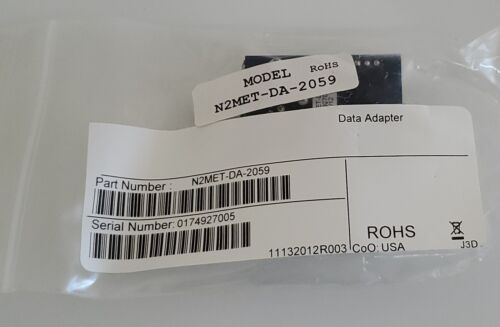 MODEL RoHS
N2MET-DA-2059
Data Adapter
Part Number : N2MET-DA-2059
Serial Number: 0174927005
11132012R003
ROHS
CoO: USA
J3D